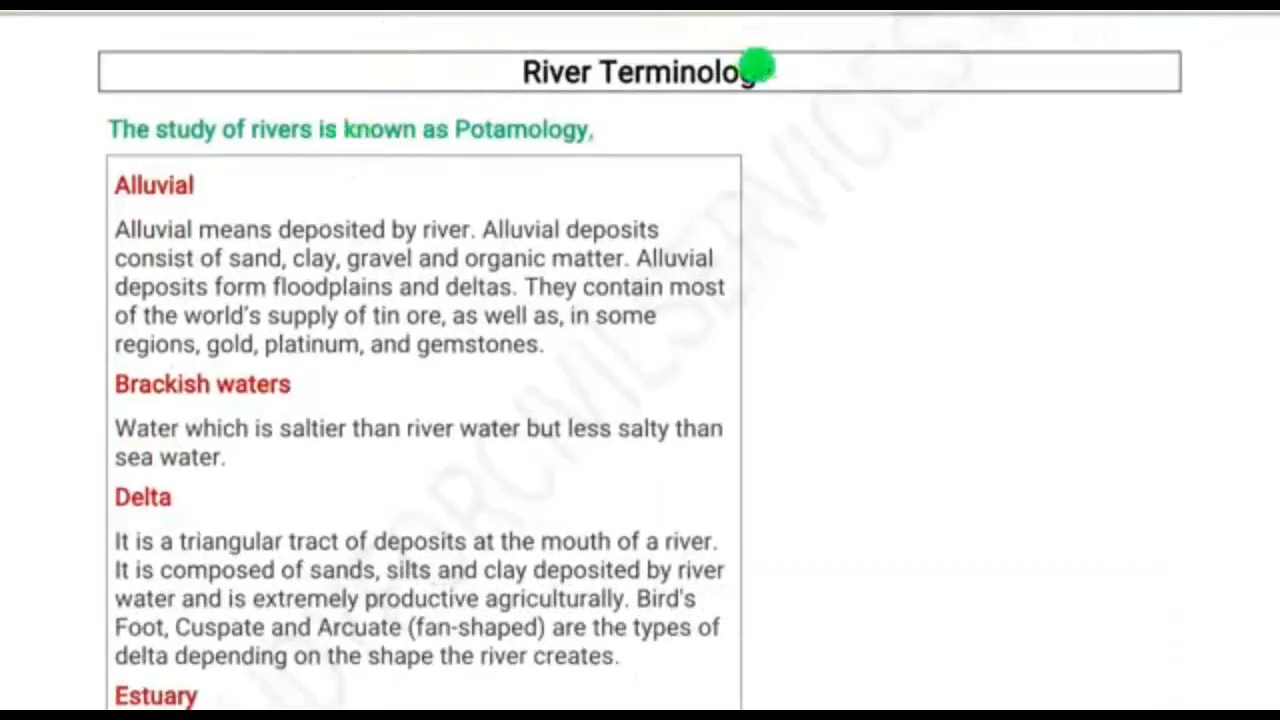 River Terminolog
The study of rivers is known as Potamology,
Alluvial
Alluvial means deposited by river. Alluvial deposits
consist of sand, clay, gravel and organic matter. Alluvial
deposits form floodplains and deltas. They contain most
of the world's supply of tin ore, as well as, in some
regions, gold, platinum, and gemstones.
Brackish waters
Water which is saltier than river water but less salty than
sea water.
Delta
It is a triangular tract of deposits at the mouth of a river.
It is composed of sands, silts and clay deposited by river
water and is extremely productive agriculturally. Bird's
Foot, Cuspate and Arcuate (fan-shaped) are the types of
delta depending on the shape the river creates.
Estuary